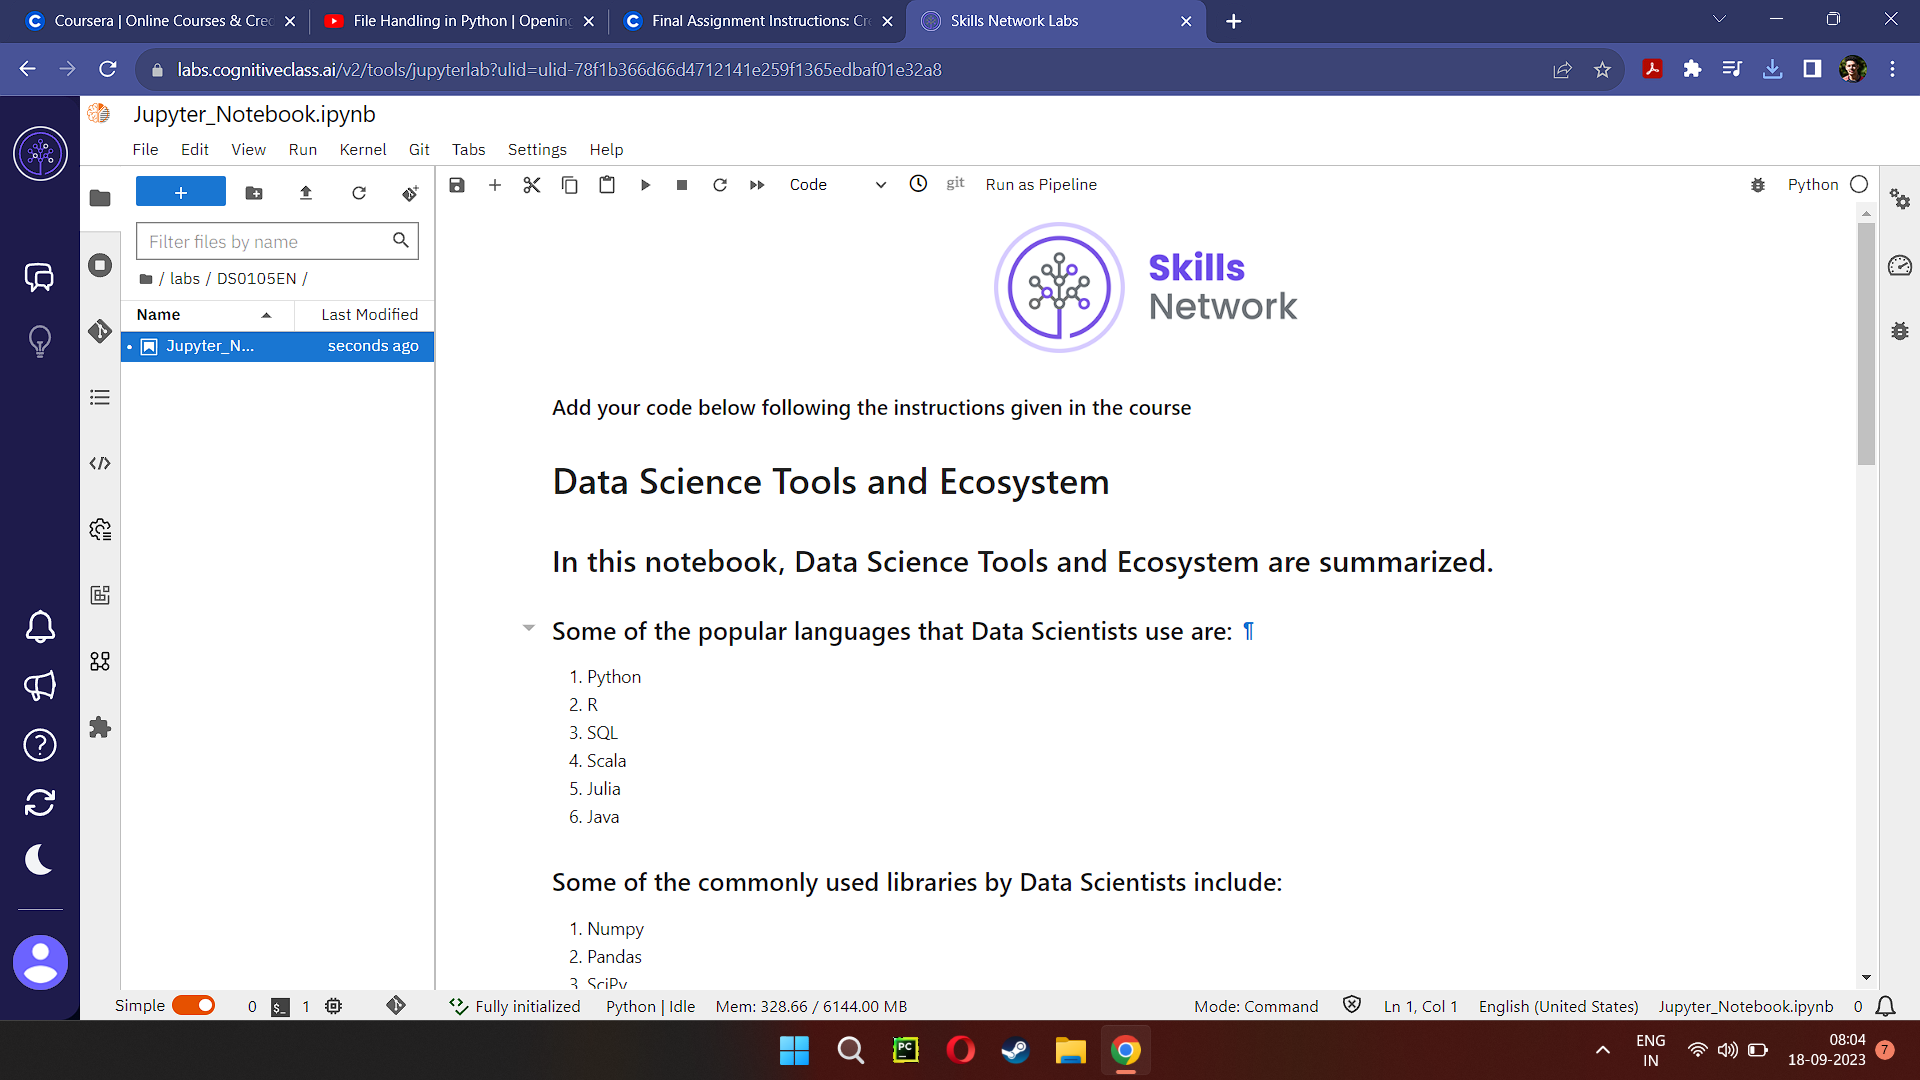 Coursera | Online Courses & Cred
File Handling in Python | Opening
Final Assignment Instructions: Cre
Skills Network Labs
labs.cognitiveclass.ai/v2/tools/jupyterlab?ulid=ulid-78f1b366d66d4712141e259f1365edbaf01e32a8
Jupyter_Notebook.ipynb
File Edit View Run Kernel Git Tabs Settings Help
Code git Run as Pipeline Python
Filter files by name
/ labs / DS0105EN /
Name Last Modified
Jupyter_N... seconds ago
Skills
Network
Add your code below following the instructions given in the course
Data Science Tools and Ecosystem
In this notebook, Data Science Tools and Ecosystem are summarized.
Some of the popular languages that Data Scientists use are: ¶
1. Python
2. R
3. SQL
4. Scala
5. Julia
6. Java
Some of the commonly used libraries by Data Scientists include:
1. Numpy
2. Pandas
3. SciPy
Simple 0 $_ 1 Fully initialized Python | Idle Mem: 328.66 / 6144.00 MB Mode: Command Ln 1, Col 1 English (United States) Jupyter_Notebook.ipynb 0
PC
ENG
IN
08:04
18-09-2023
7